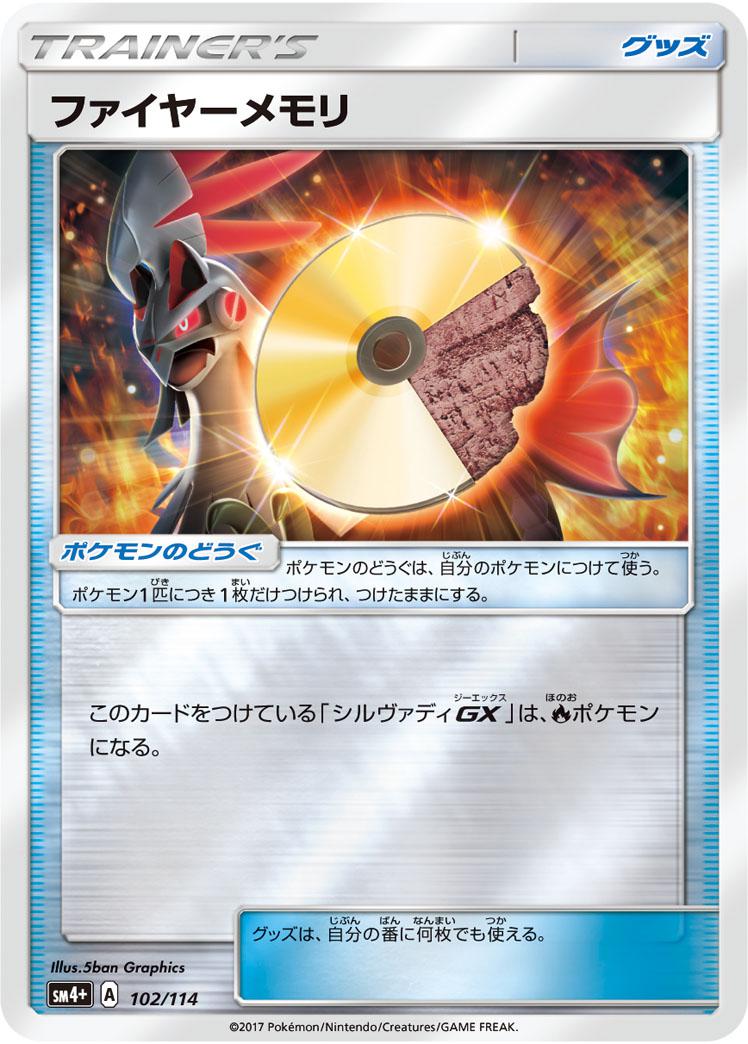 TRAINER'S
グッズ
ファイヤーメモリ
ポケモンのどうぐ
ポケモンのどうぐは、自分のポケモンにつけて使う。
ポケモン1匹につき1枚だけつけられ、つけたままにする。
このカードをつけている「シルヴァディGX」は、ポケモン
になる。
グッズは、自分の番に何枚でも使える。
Illus.5ban Graphics
SM4+ A 102/114
©2017 Pokémon/Nintendo/Creatures/GAME FREAK.